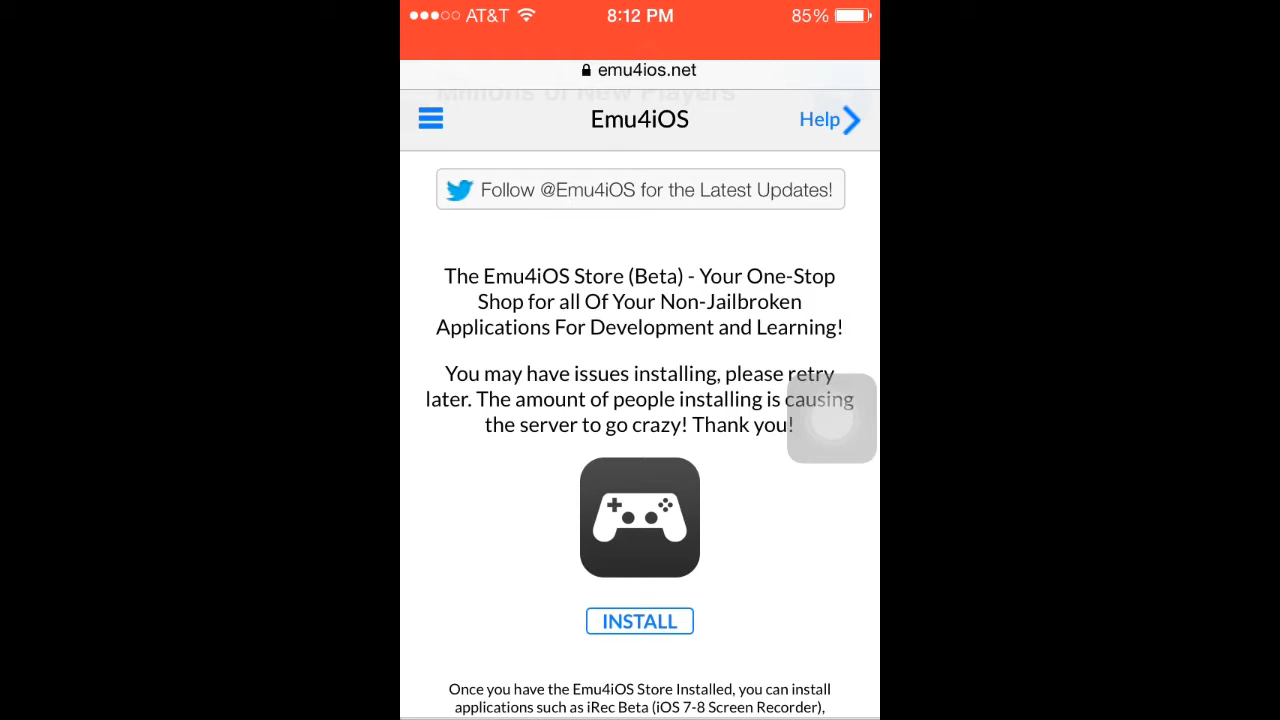 AT&T 8:12 PM 85%
emu4ios.net
Millions of New Players
Emu4iOS
Help
Follow @Emu4iOS for the Latest Updates!
The Emu4iOS Store (Beta) - Your One-Stop
Shop for all Of Your Non-Jailbroken
Applications For Development and Learning!
You may have issues installing, please retry
later. The amount of people installing is causing
the server to go crazy! Thank you!
INSTALL
Once you have the Emu4iOS Store Installed, you can install
applications such as iRec Beta (iOS 7-8 Screen Recorder),